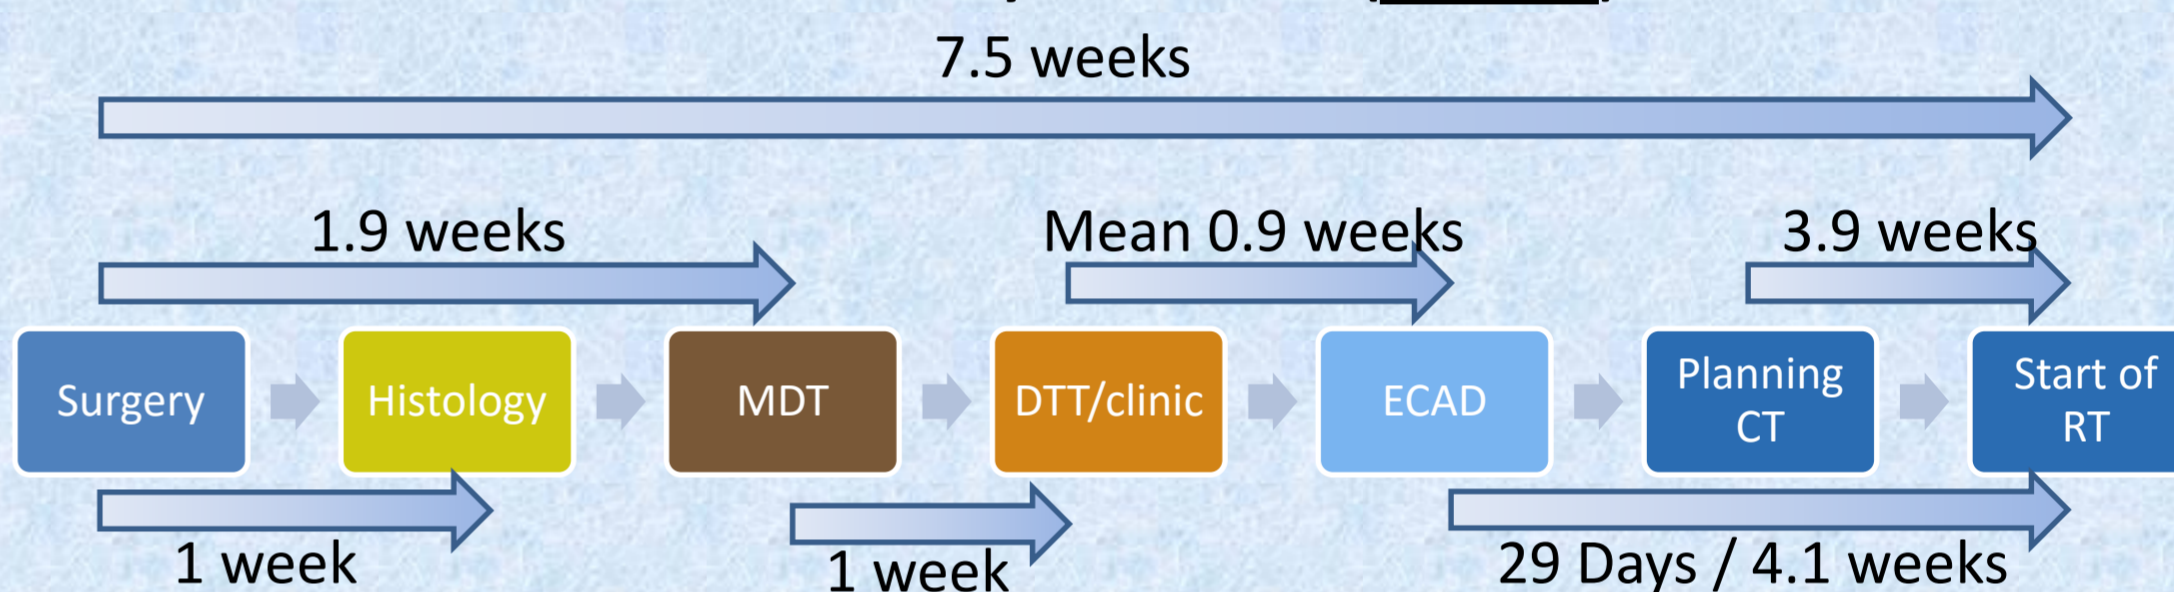 7.5 weeks
1.9 weeks
Mean 0.9 weeks
3.9 weeks
Surgery
Histology
MDT
DTT/clinic
ECAD
Planning
CT
Start of
RT
1 week
1 week
29 Days / 4.1 weeks